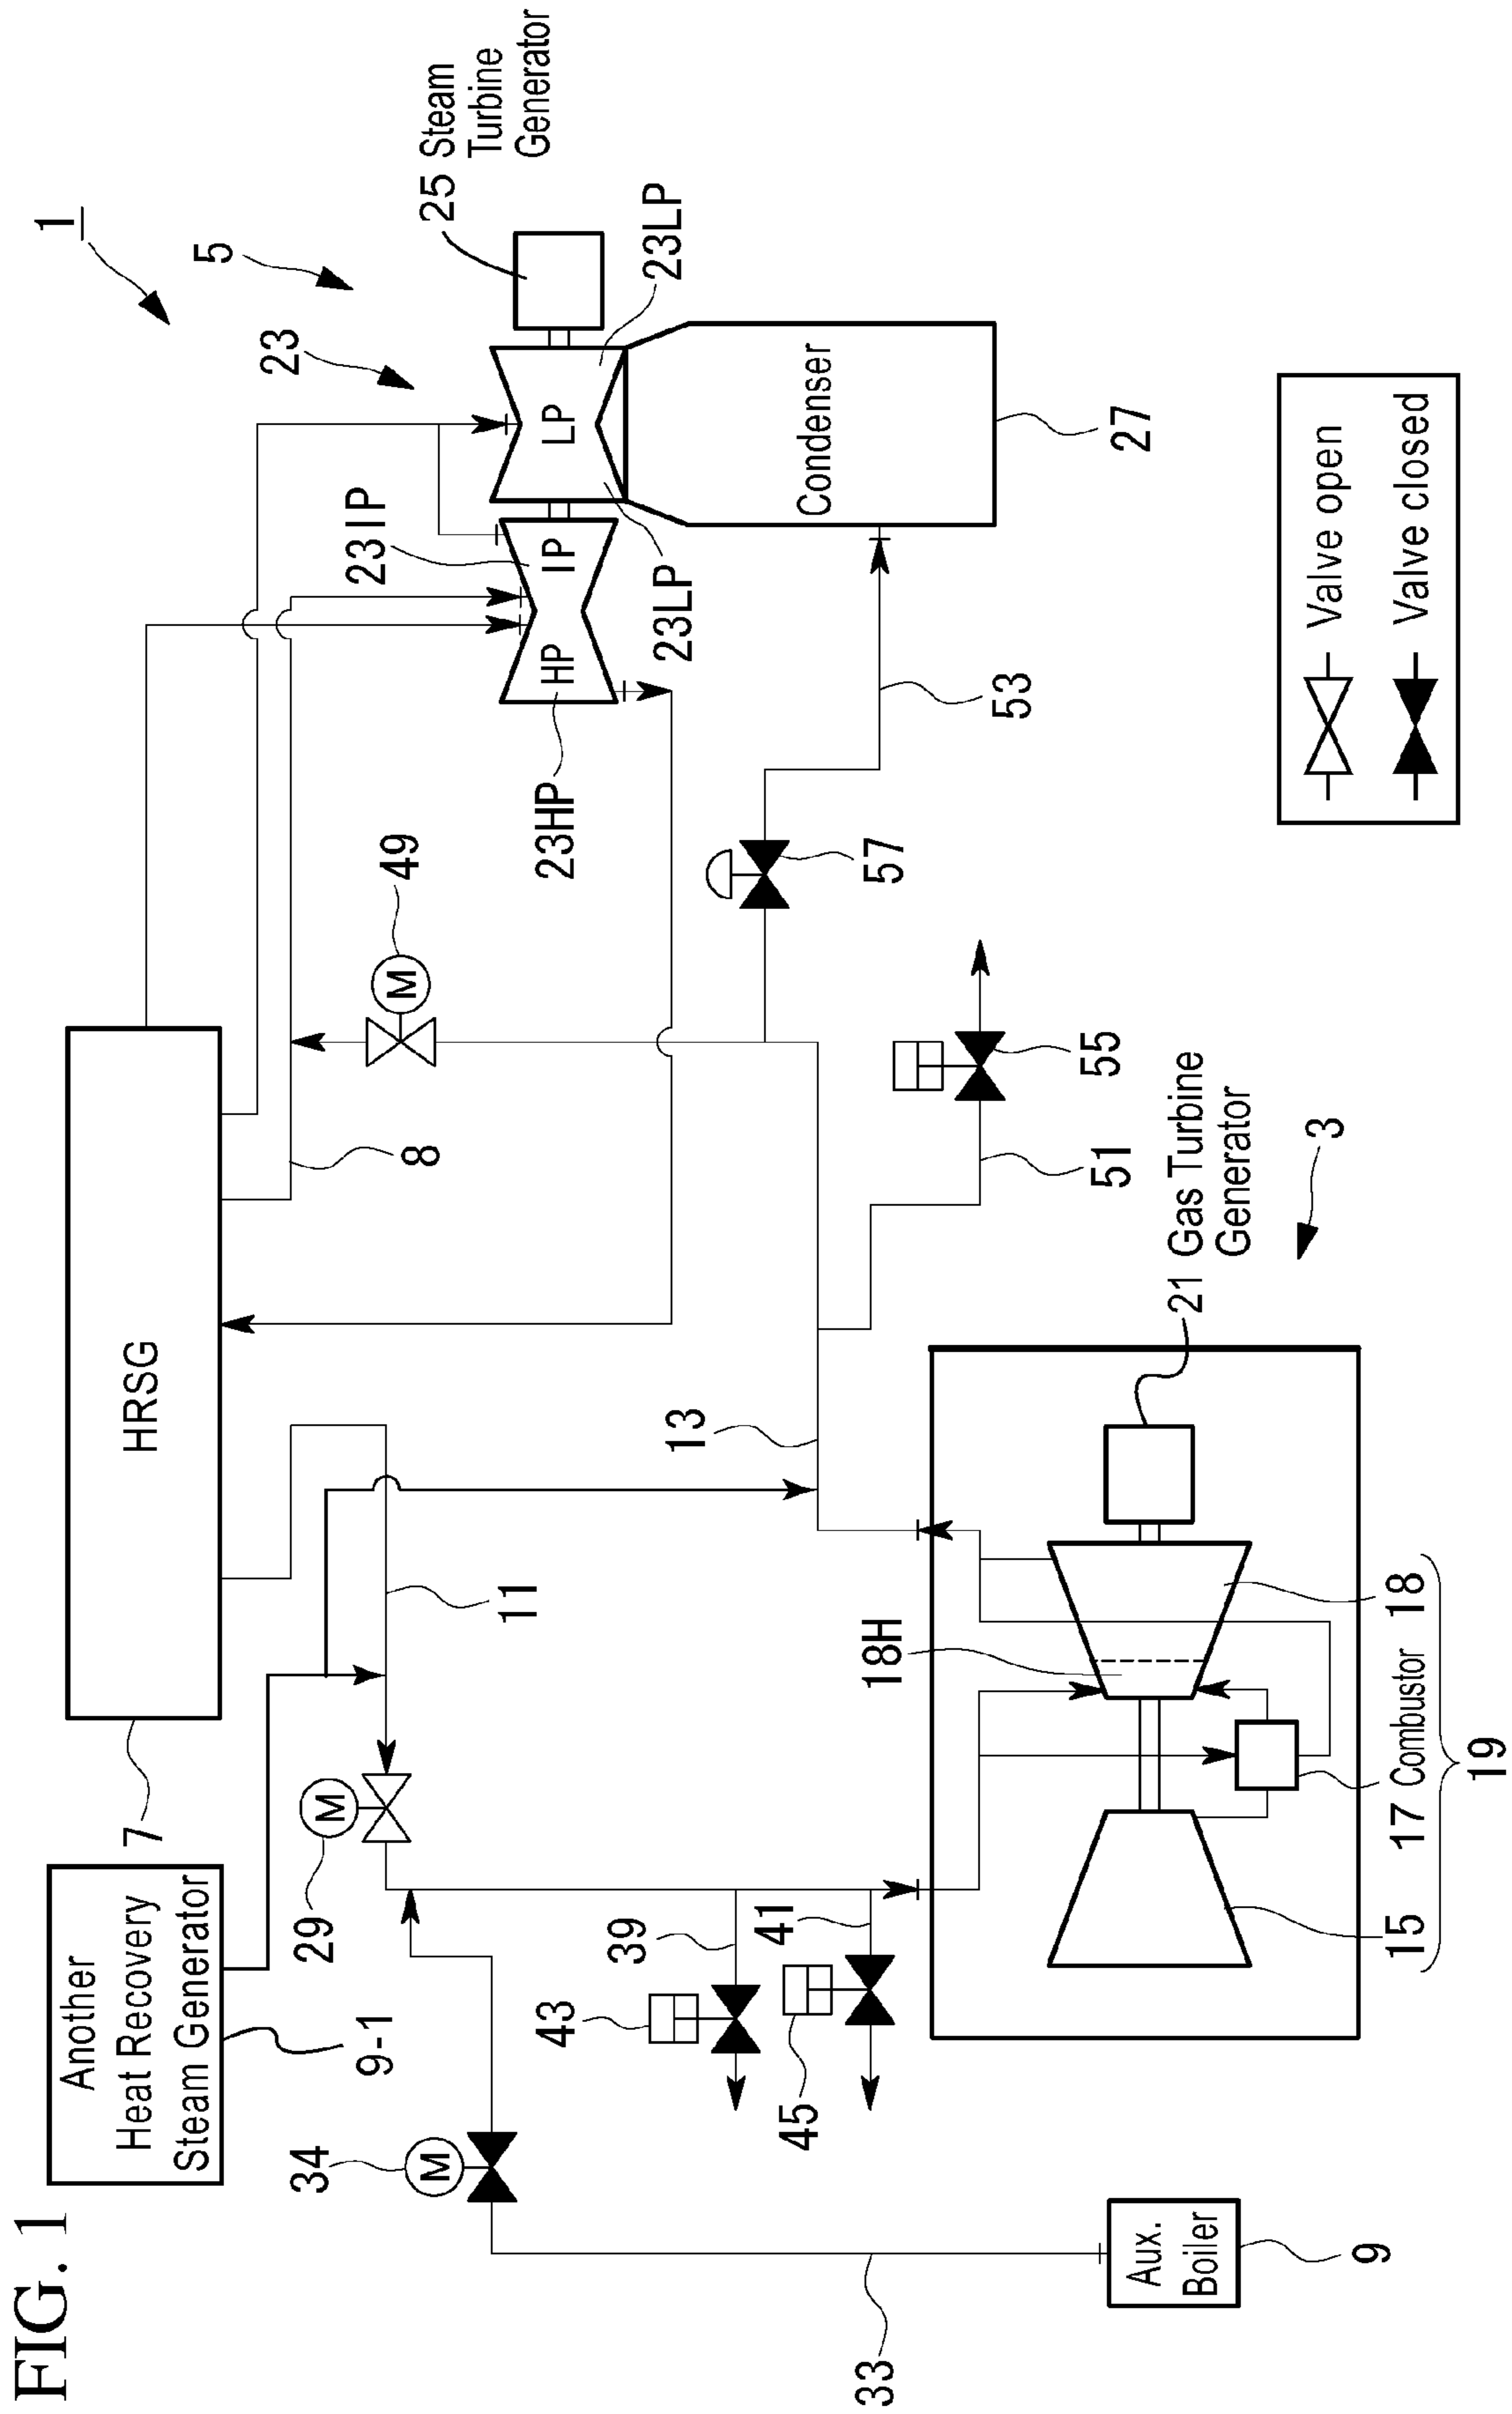 FIG. 1
1
5
23
25 Steam
Turbine
Generator
23LP
23IP
LP
IP
HP
23LP
23HP
Condenser
27
53
57
49
M
8
HRSG
7
Another
Heat Recovery
Steam Generator
9-1
11
13
29
M
34
M
33
Aux.
Boiler
9
39
41
43
45
51
55
21 Gas Turbine
Generator
3
18H
18
17 Combustor
15
19
Valve open
Valve closed